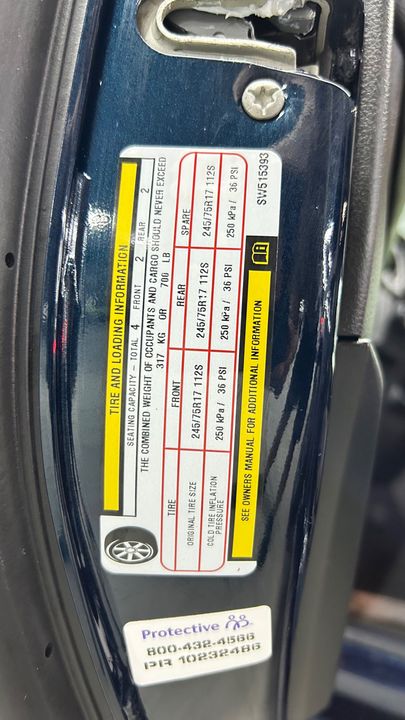 TIRE AND LOADING INFORMATION
SEATING CAPACITY - TOTAL 4 FRONT 2 REAR 2
THE COMBINED WEIGHT OF OCCUPANTS AND CARGO SHOULD NEVER EXCEED
317 KG OR 700 LB
TIRE FRONT REAR SPARE
ORIGINAL TIRE SIZE 245/75R17 112S 245/75R17 112S 245/75R17 112S
COLD TIRE INFLATION PRESSURE 250 kPa / 36 PSI 250 kPa / 36 PSI 250 kPa / 36 PSI
SEE OWNERS MANUAL FOR ADDITIONAL INFORMATION
SW515393
Protective
800-432-4566
PIR 10232486